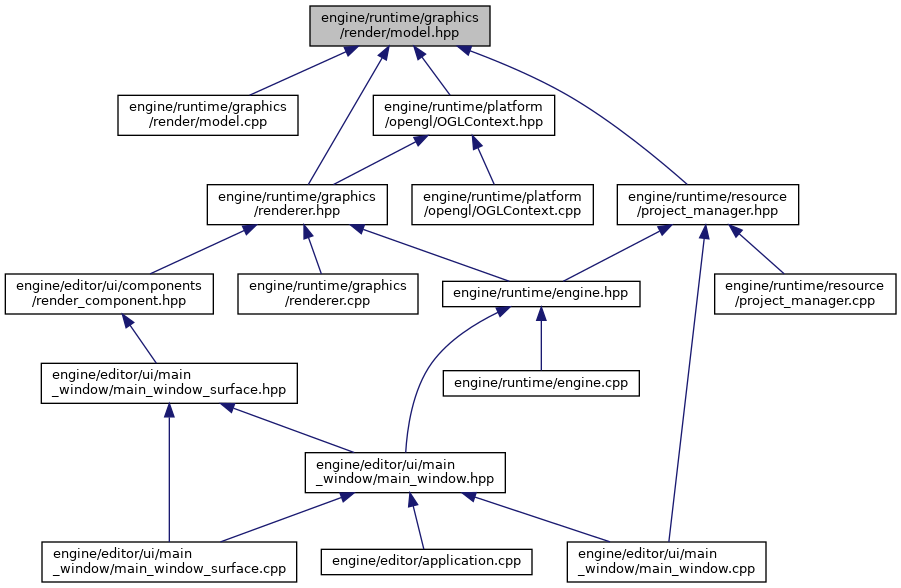 engine/runtime/graphics
/render/model.hpp
engine/runtime/graphics
/render/model.cpp
engine/runtime/platform
/opengl/OGLContext.hpp
engine/runtime/graphics
/renderer.hpp
engine/runtime/platform
/opengl/OGLContext.cpp
engine/runtime/resource
/project_manager.hpp
engine/editor/ui/components
/render_component.hpp
engine/runtime/graphics
/renderer.cpp
engine/runtime/engine.hpp
engine/runtime/resource
/project_manager.cpp
engine/editor/ui/main
_window/main_window_surface.hpp
engine/runtime/engine.cpp
engine/editor/ui/main
_window/main_window.hpp
engine/editor/ui/main
_window/main_window_surface.cpp
engine/editor/application.cpp
engine/editor/ui/main
_window/main_window.cpp